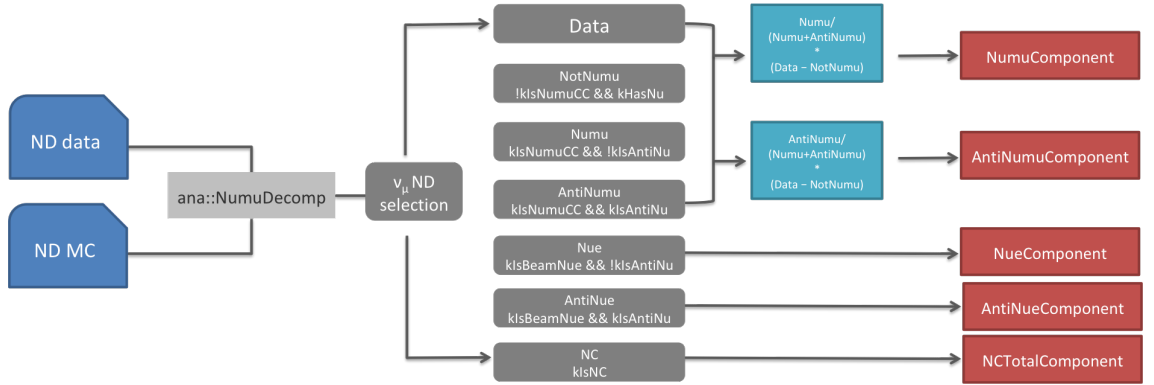 ND data
ND MC
ana::NumuDecomp
νμ ND
selection
Data
NotNumu
!kIsNumuCC && kHasNu
Numu
kIsNumuCC && !kIsAntiNu
AntiNumu
kIsNumuCC && kIsAntiNu
Nue
kIsBeamNue && !kIsAntiNu
AntiNue
kIsBeamNue && kIsAntiNu
NC
kIsNC
Numu/
(Numu+AntiNumu)
*
(Data – NotNumu)
AntiNumu/
(Numu+AntiNumu)
*
(Data – NotNumu)
NumuComponent
AntiNumuComponent
NueComponent
AntiNueComponent
NCTotalComponent